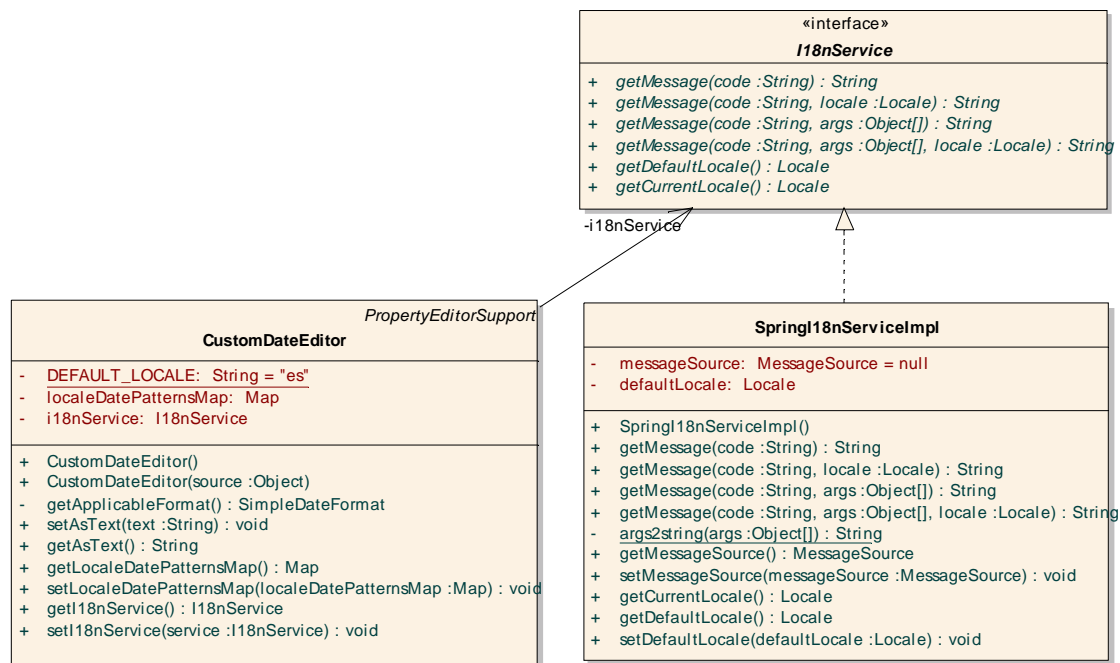 «interface»
I18nService
+ getMessage(code :String) : String
+ getMessage(code :String, locale :Locale) : String
+ getMessage(code :String, args :Object[]) : String
+ getMessage(code :String, args :Object[], locale :Locale) : String
+ getDefaultLocale() : Locale
+ getCurrentLocale() : Locale
-i18nService
PropertyEditorSupport
CustomDateEditor
- DEFAULT_LOCALE: String = "es"
- localeDatePatternsMap: Map
- i18nService: I18nService
+ CustomDateEditor()
+ CustomDateEditor(source :Object)
- getApplicableFormat() : SimpleDateFormat
+ setAsText(text :String) : void
+ getAsText() : String
+ getLocaleDatePatternsMap() : Map
+ setLocaleDatePatternsMap(localeDatePatternsMap :Map) : void
+ getI18nService() : I18nService
+ setI18nService(service :I18nService) : void
SpringI18nServiceImpl
- messageSource: MessageSource = null
- defaultLocale: Locale
+ SpringI18nServiceImpl()
+ getMessage(code :String) : String
+ getMessage(code :String, locale :Locale) : String
+ getMessage(code :String, args :Object[]) : String
+ getMessage(code :String, args :Object[], locale :Locale) : String
- args2string(args :Object[]) : String
+ getMessageSource() : MessageSource
+ setMessageSource(messageSource :MessageSource) : void
+ getCurrentLocale() : Locale
+ getDefaultLocale() : Locale
+ setDefaultLocale(defaultLocale :Locale) : void